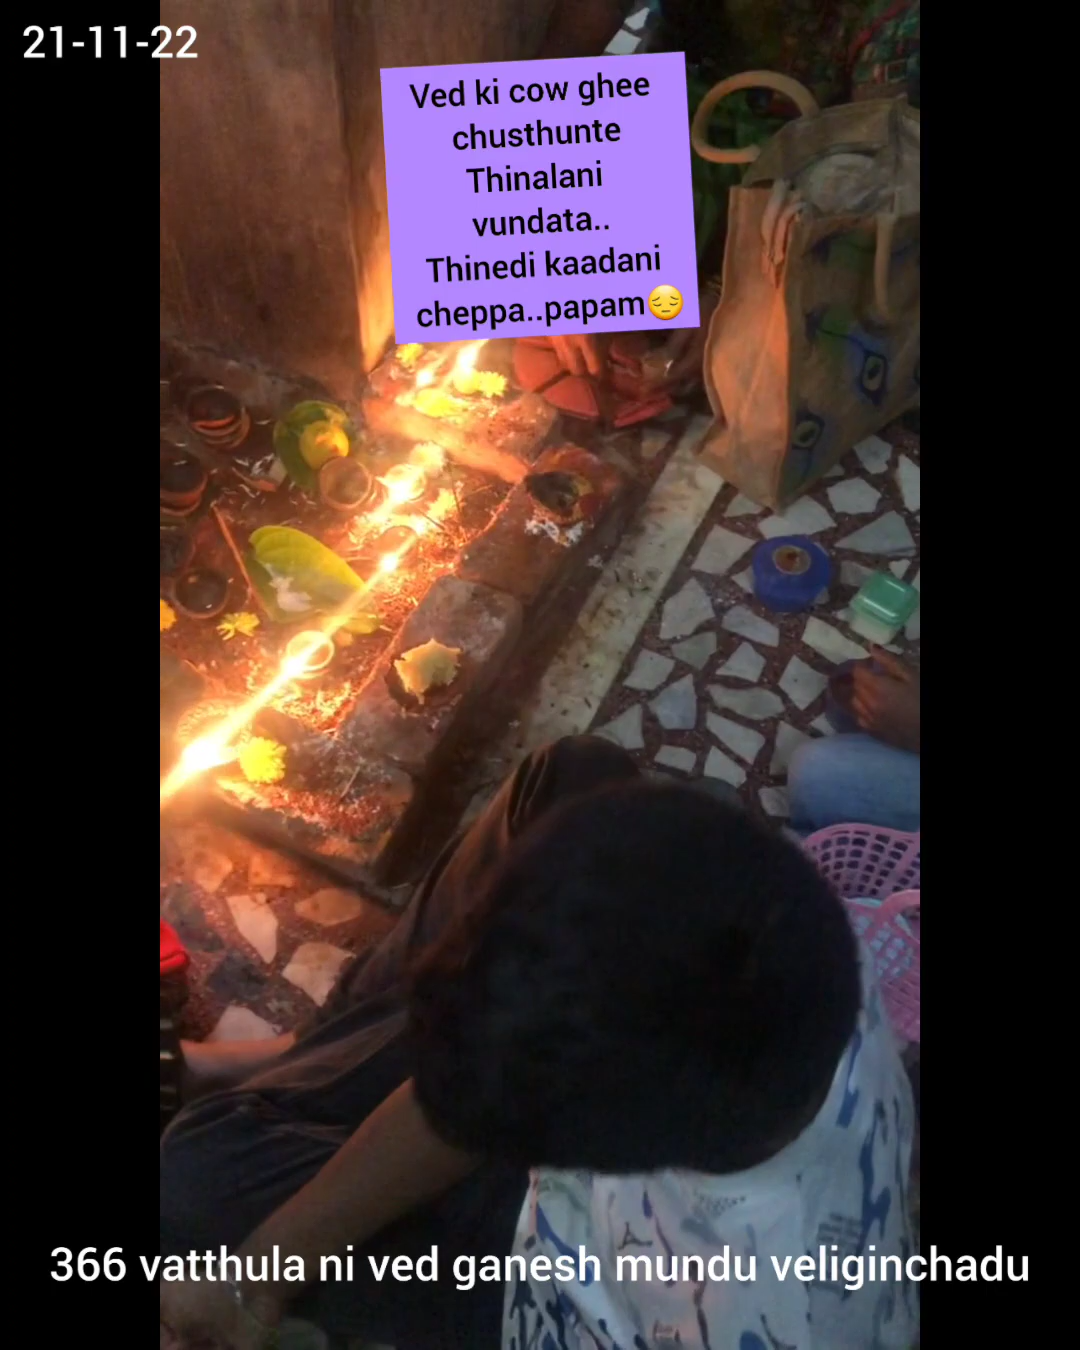 21-11-22
Ved ki cow ghee
chusthunte
Thinalani
vundata..
Thinedi kaadani
cheppa..papam😔
366 vatthula ni ved ganesh mundu veliginchadu